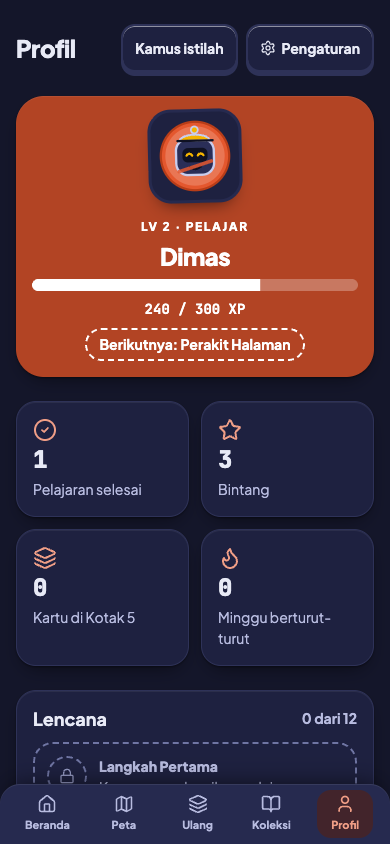 Profil
Kamus istilah
Pengaturan
LV 2 · PELAJAR
Dimas
240 / 300 XP
Berikutnya: Perakit Halaman
1
Pelajaran selesai
3
Bintang
0
Kartu di Kotak 5
0
Minggu berturut-
turut
Lencana
0 dari 12
Langkah Pertama
Beranda
Peta
Ulang
Koleksi
Profil